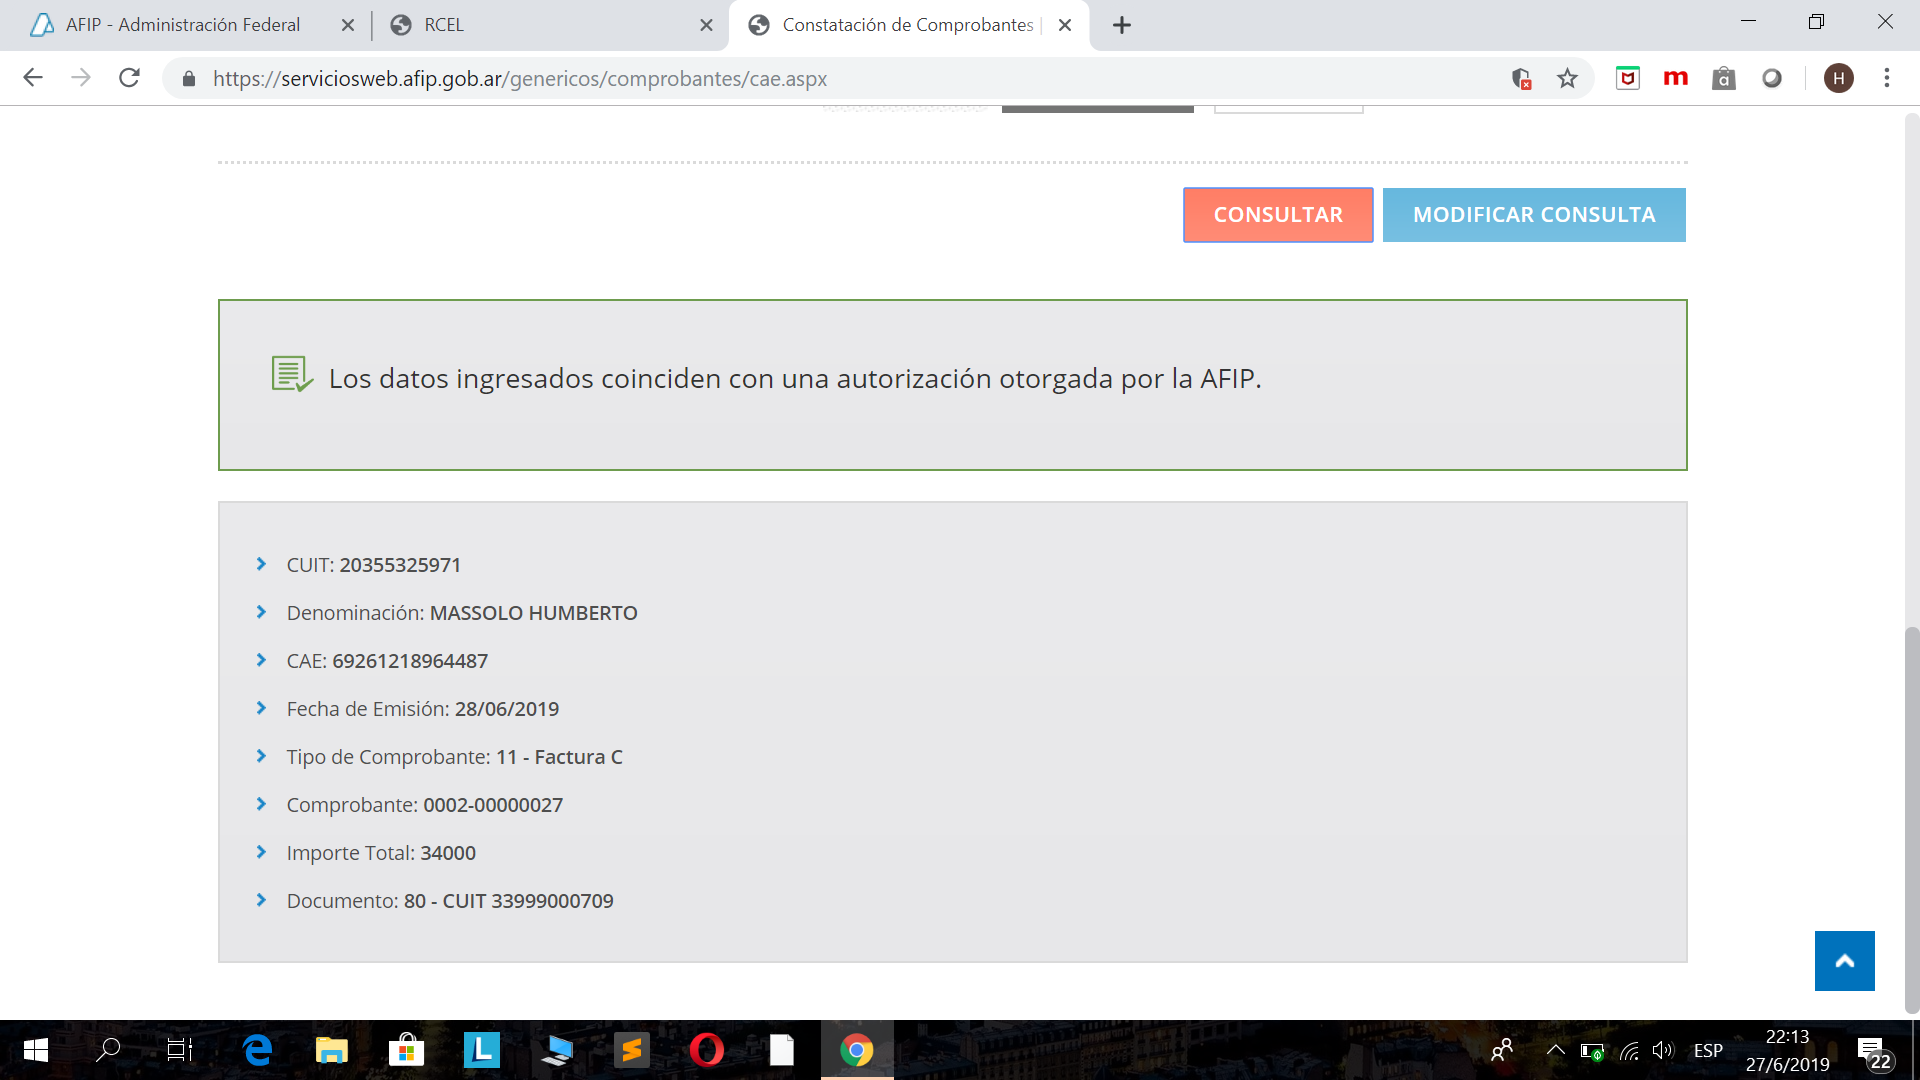 AFIP - Administración Federal
RCEL
Constatación de Comprobantes |
https://serviciosweb.afip.gob.ar/genericos/comprobantes/cae.aspx
m
a
H
CONSULTAR
MODIFICAR CONSULTA
Los datos ingresados coinciden con una autorización otorgada por la AFIP.
CUIT: 20355325971
Denominación: MASSOLO HUMBERTO
CAE: 69261218964487
Fecha de Emisión: 28/06/2019
Tipo de Comprobante: 11 - Factura C
Comprobante: 0002-00000027
Importe Total: 34000
Documento: 80 - CUIT 33999000709
L
ESP
22:13
27/6/2019
22